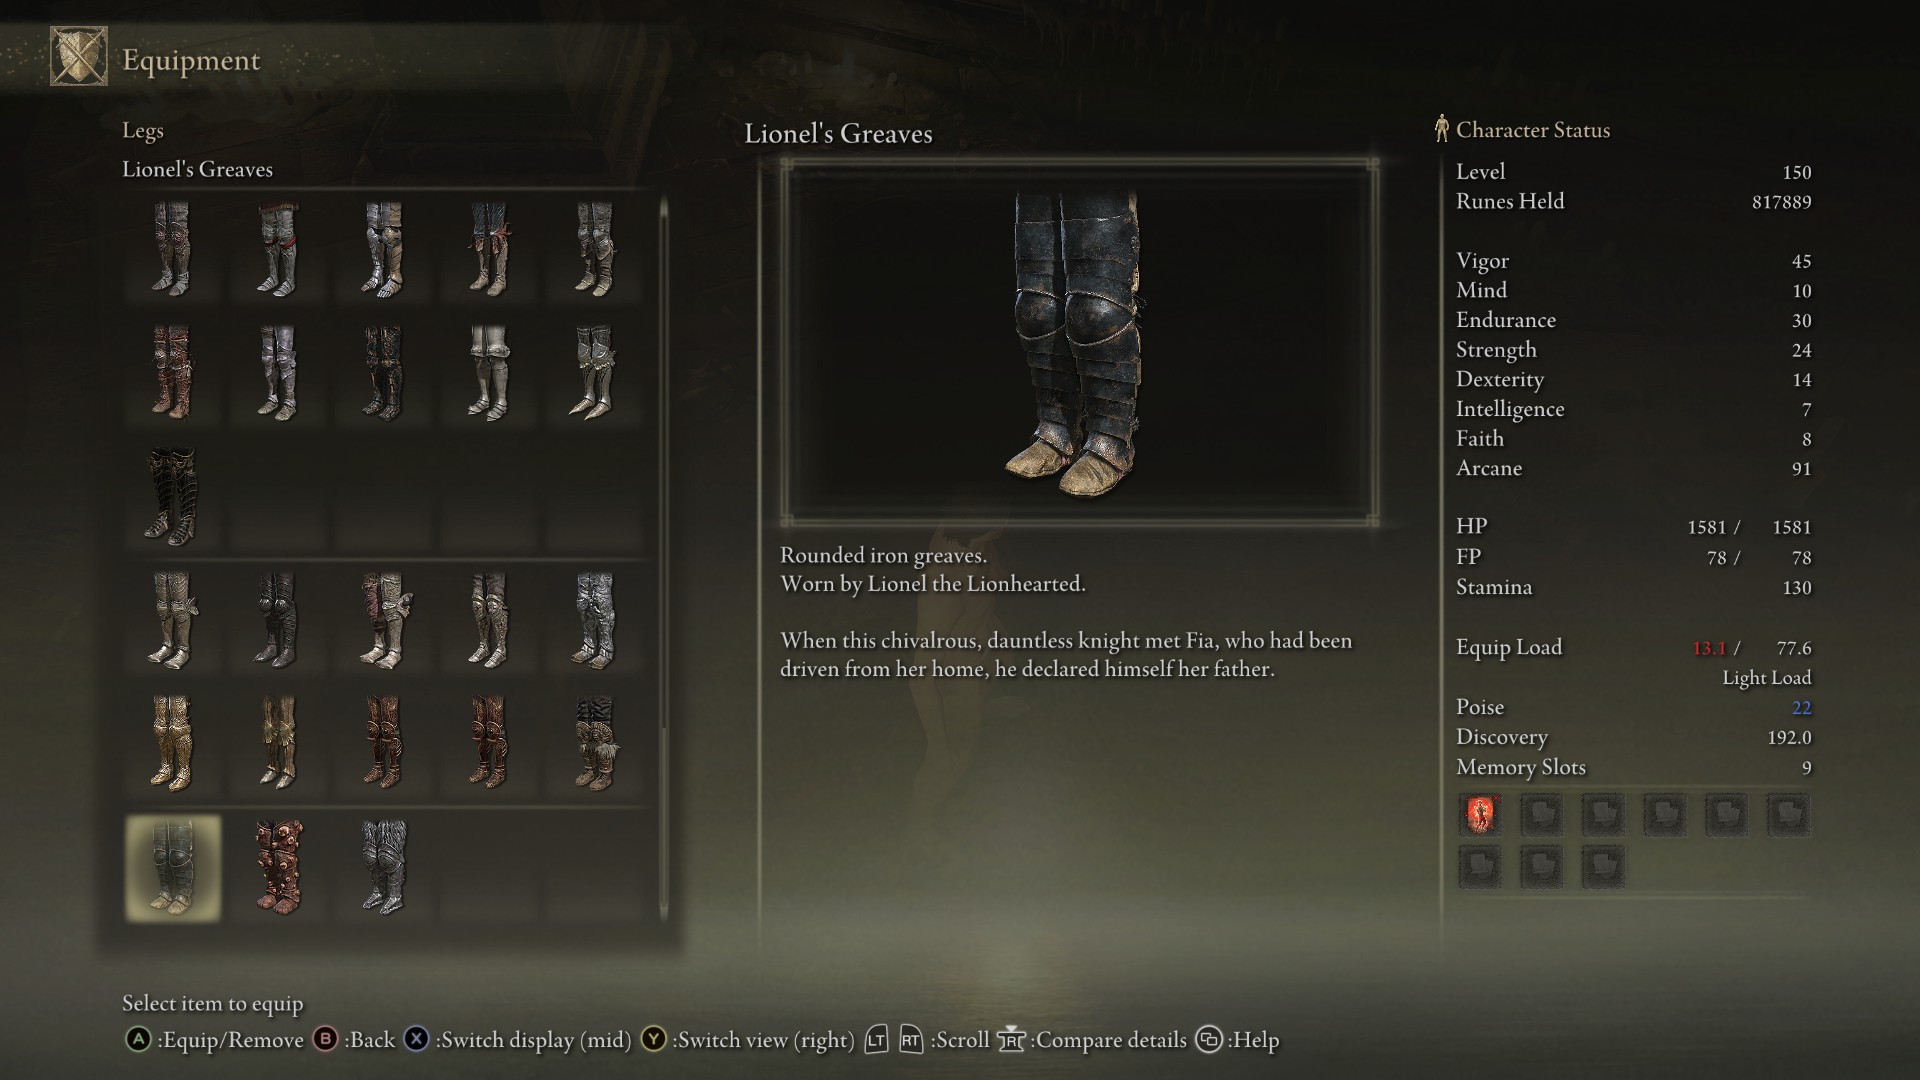 Equipment
Legs
Lionel's Greaves
Lionel's Greaves
Rounded iron greaves.
Worn by Lionel the Lionhearted.
When this chivalrous, dauntless knight met Fia, who had been
driven from her home, he declared himself her father.
Character Status
Level 150
Runes Held 817889
Vigor 45
Mind 10
Endurance 30
Strength 24
Dexterity 14
Intelligence 7
Faith 8
Arcane 91
HP 1581 / 1581
FP 78 / 78
Stamina 130
Equip Load 13.1 / 77.6
Light Load
Poise 22
Discovery 192.0
Memory Slots 9
Select item to equip
A :Equip/Remove B :Back X :Switch display (mid) Y :Switch view (right) LT RT :Scroll R :Compare details :Help